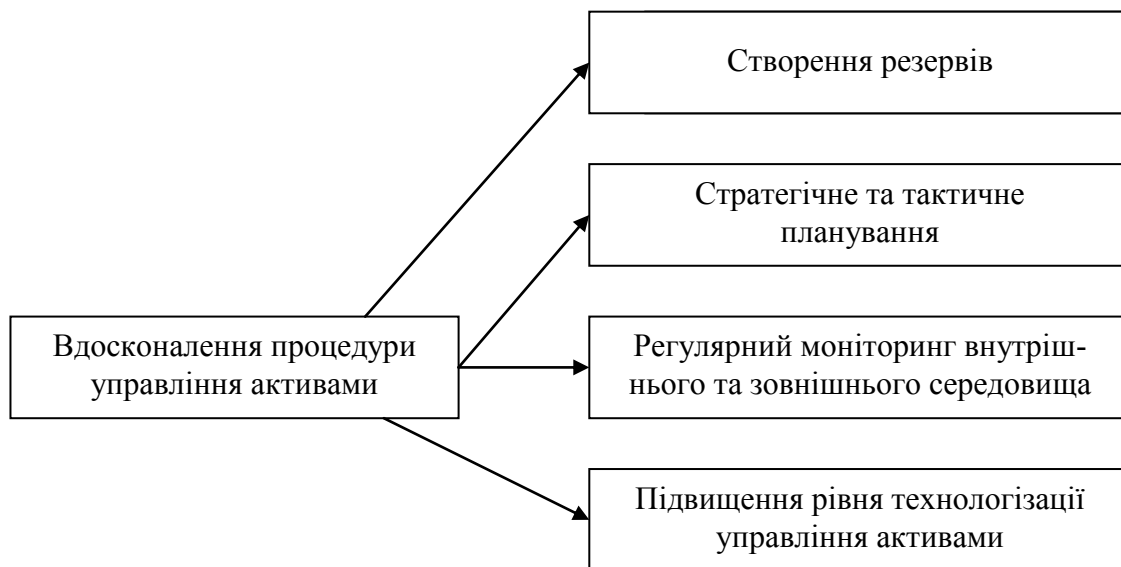 Створення резервів
Стратегічне та тактичне
планування
Вдосконалення процедури
управління активами
Регулярний моніторинг внутріш-
нього та зовнішнього середовища
Підвищення рівня технологізації
управління активами